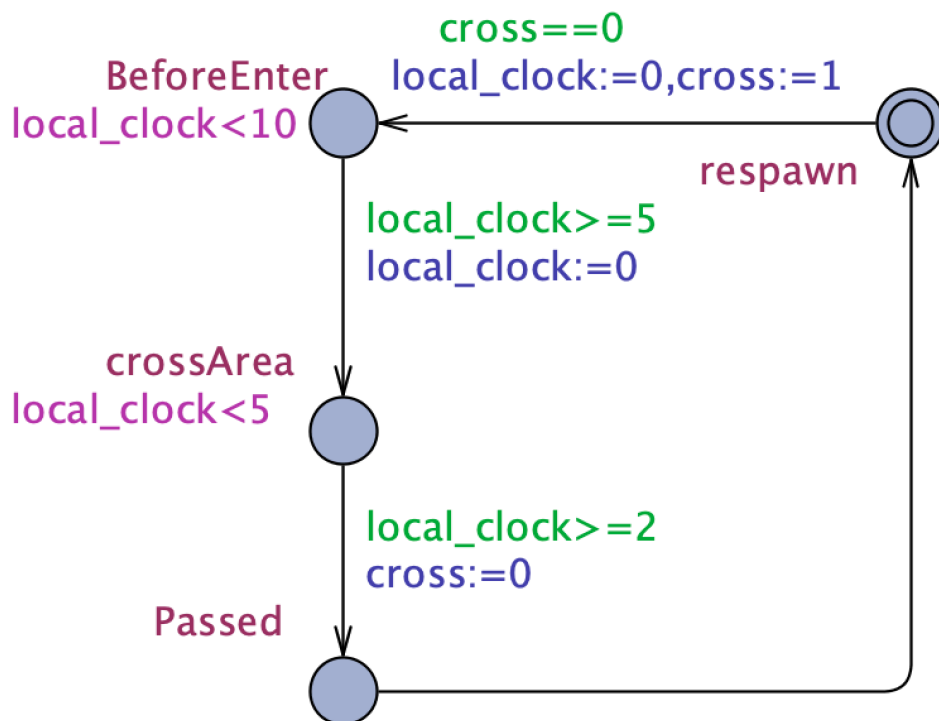 cross==0
BeforeEnter
local_clock:=0,cross:=1
local_clock<10
respawn
local_clock>=5
local_clock:=0
crossArea
local_clock<5
local_clock>=2
cross:=0
Passed